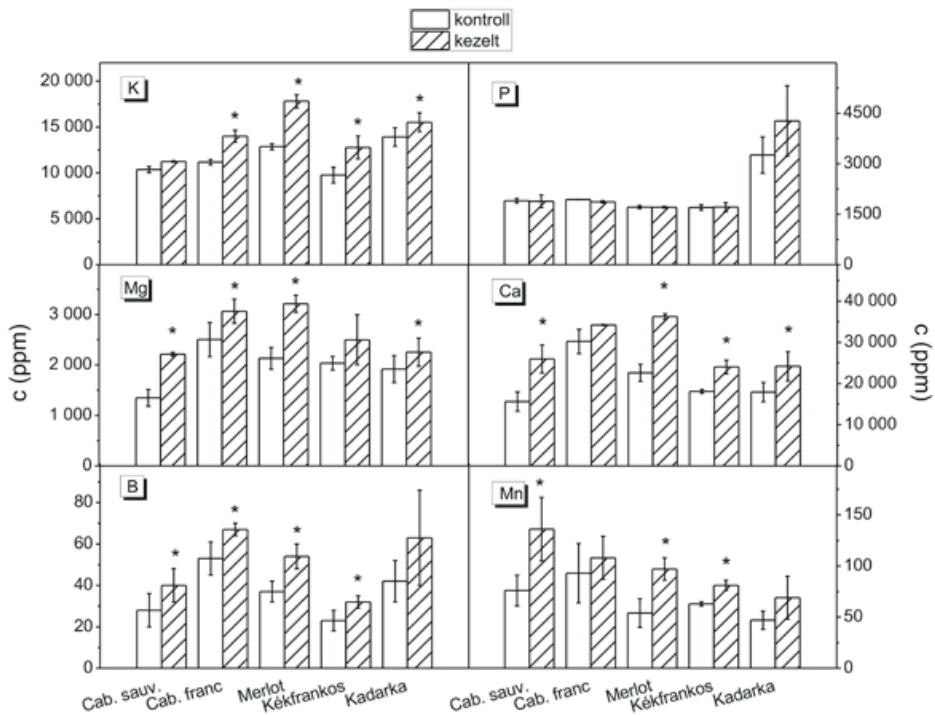 kontroll
kezelt
K
20 000
15 000
10 000
5 000
0
*
*
*
*
P
4500
3000
1500
0
Mg
3 000
2 000
1 000
0
*
*
*
*
Ca
40 000
30 000
20 000
10 000
0
*
*
*
*
B
80
60
40
20
0
*
*
*
*
Mn
150
100
50
0
*
*
*
c (ppm)
c (ppm)
Cab. sauv.
Cab. franc
Merlot
Kékfrankos
Kadarka
Cab. sauv.
Cab. franc
Merlot
Kékfrankos
Kadarka